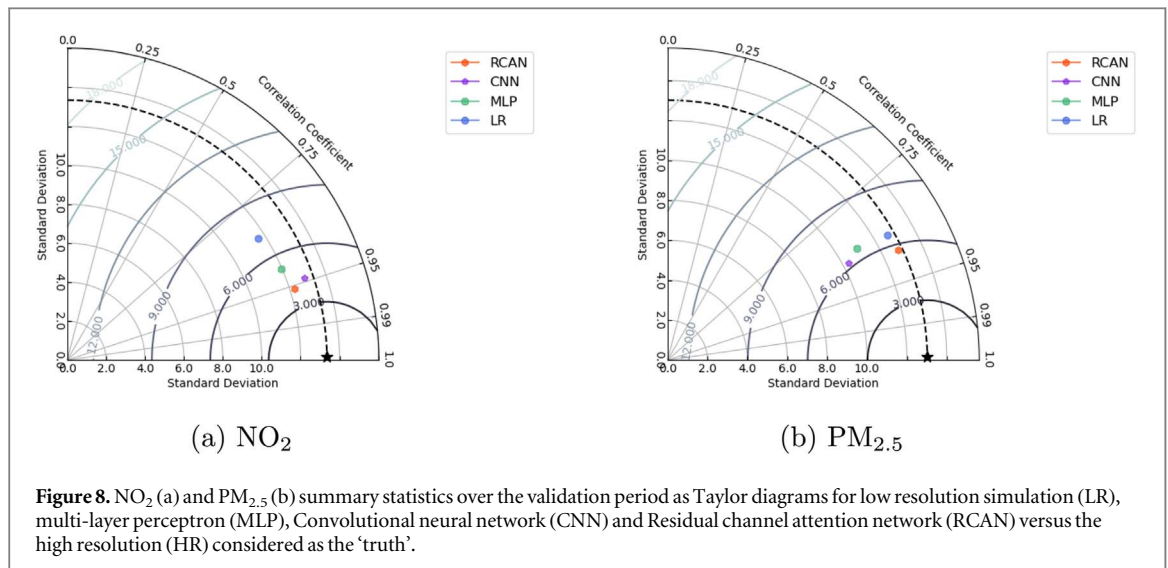 0.0
0.25
0.5
0.75
0.95
0.99
1.0
Correlation Coefficient
RCAN
CNN
MLP
LR
18.000
15.000
12.000
9.000
6.000
3.000
Standard Deviation
10.0
8.0
6.0
4.0
2.0
0.0
0.0 2.0 4.0 6.0 8.0 10.0
Standard Deviation
(a) NO₂
0.0
0.25
0.5
0.75
0.95
0.99
1.0
Correlation Coefficient
RCAN
CNN
MLP
LR
18.000
15.000
12.000
9.000
6.000
3.000
Standard Deviation
10.0
8.0
6.0
4.0
2.0
0.0
0.0 2.0 4.0 6.0 8.0 10.0
Standard Deviation
(b) PM₂.₅
Figure 8. NO₂ (a) and PM₂.₅ (b) summary statistics over the validation period as Taylor diagrams for low resolution simulation (LR),
multi-layer perceptron (MLP), Convolutional neural network (CNN) and Residual channel attention network (RCAN) versus the
high resolution (HR) considered as the ‘truth’.